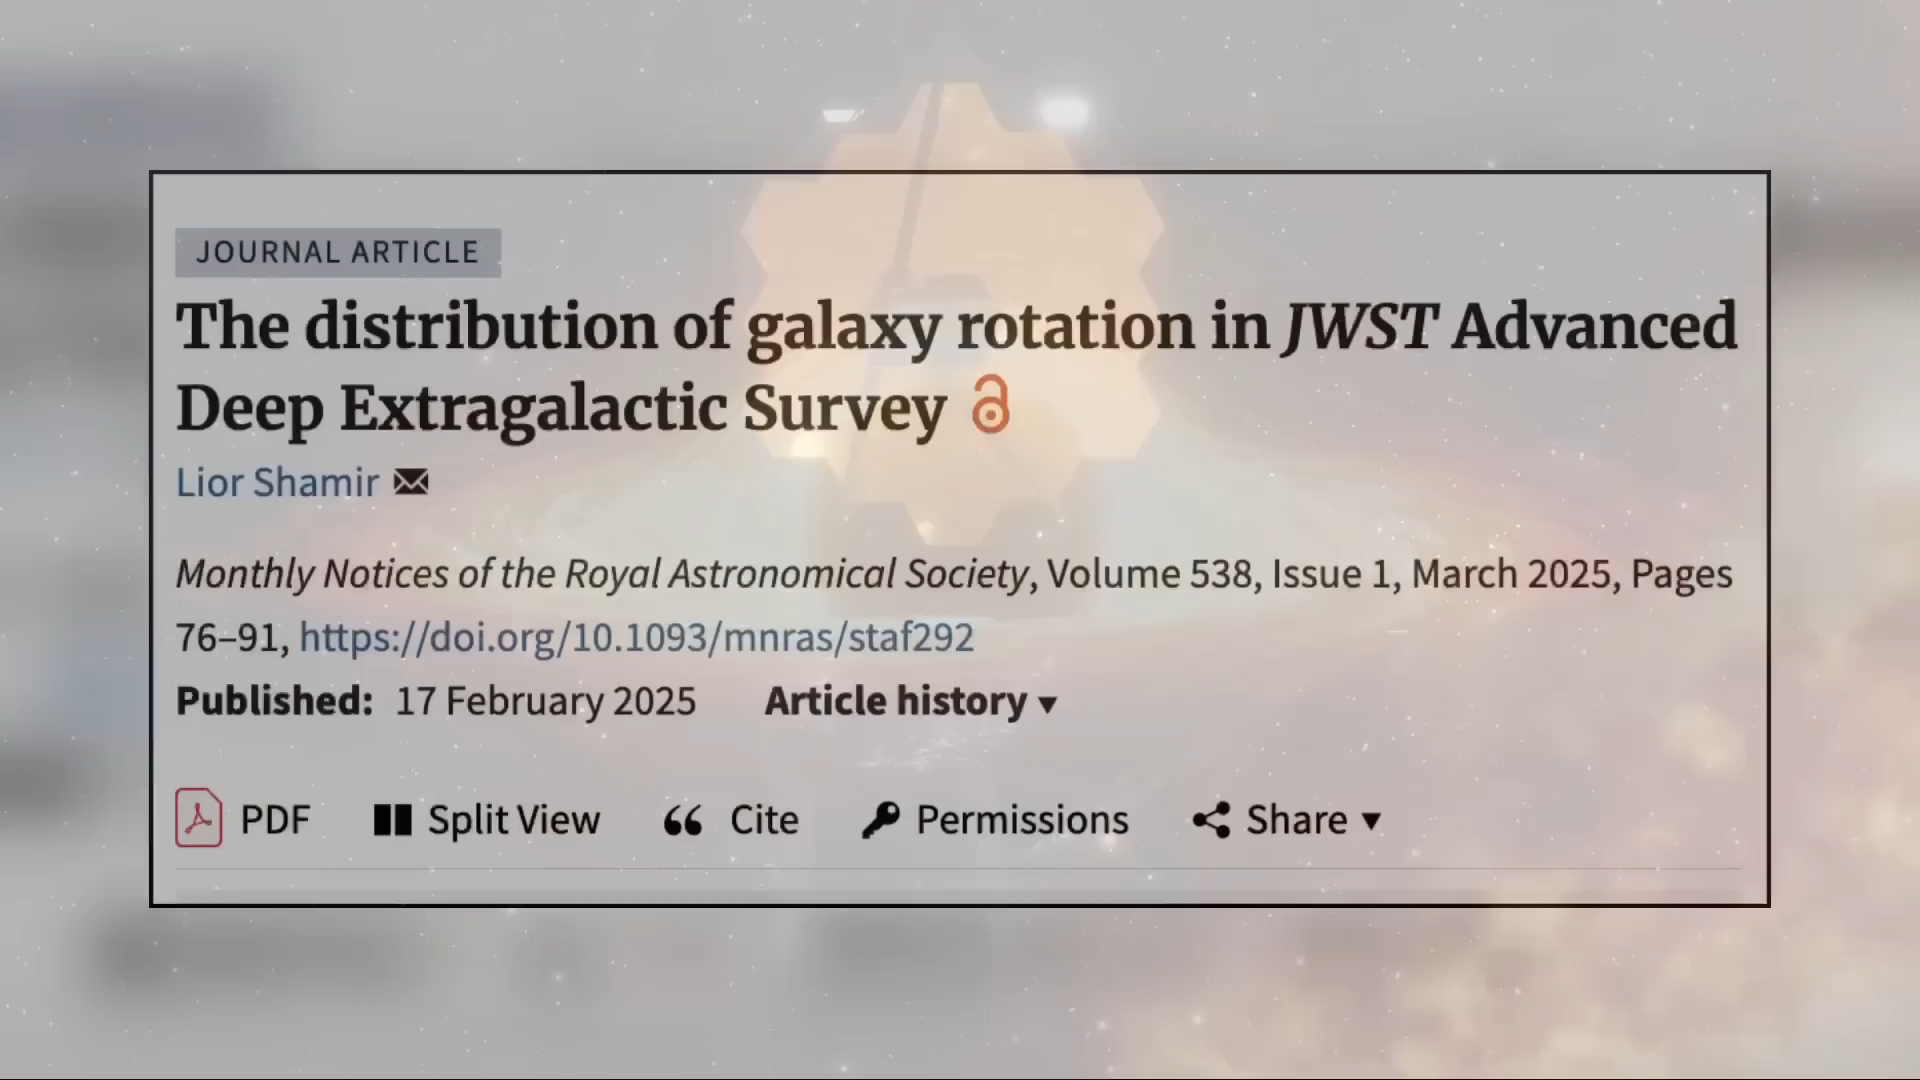 JOURNAL ARTICLE
The distribution of galaxy rotation in JWST Advanced
Deep Extragalactic Survey
Lior Shamir
Monthly Notices of the Royal Astronomical Society, Volume 538, Issue 1, March 2025, Pages
76–91, https://doi.org/10.1093/mnras/staf292
Published: 17 February 2025 Article history ▼
PDF Split View Cite Permissions Share ▼